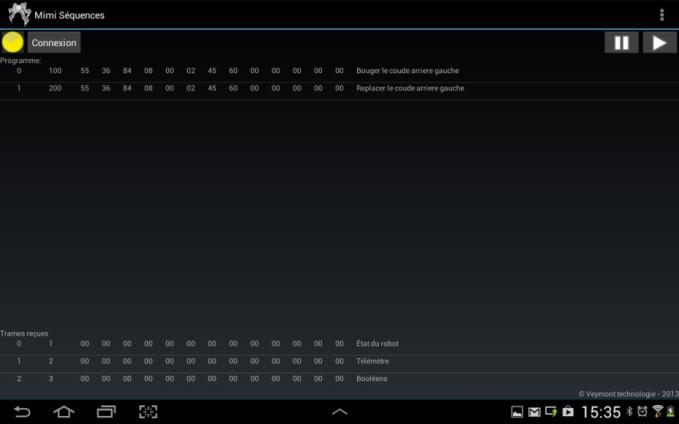 Mimi Séquences
Connexion
Programme:
0 100 55 36 84 08 00 02 45 60 00 00 00 00 00 Bouger le coude arriere gauche
1 200 55 36 84 08 00 02 45 60 00 00 00 00 00 Replacer le coude arriere gauche
Trames reçues
0 1 00 00 00 00 00 00 00 00 00 00 00 00 00 État du robot
1 2 00 00 00 00 00 00 00 00 00 00 00 00 00 Télémètre
2 3 00 00 00 00 00 00 00 00 00 00 00 00 00 Booléens
© Veymont technologie - 2013
15:35